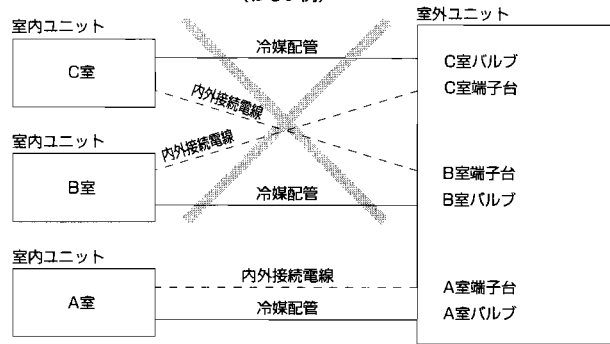 室内ユニット
室外ユニット
C室
冷媒配管
C室バルブ
内外接続電線
C室端子台
室内ユニット
内外接続電線
B室端子台
B室
冷媒配管
B室バルブ
室内ユニット
内外接続電線
A室端子台
A室
冷媒配管
A室バルブ